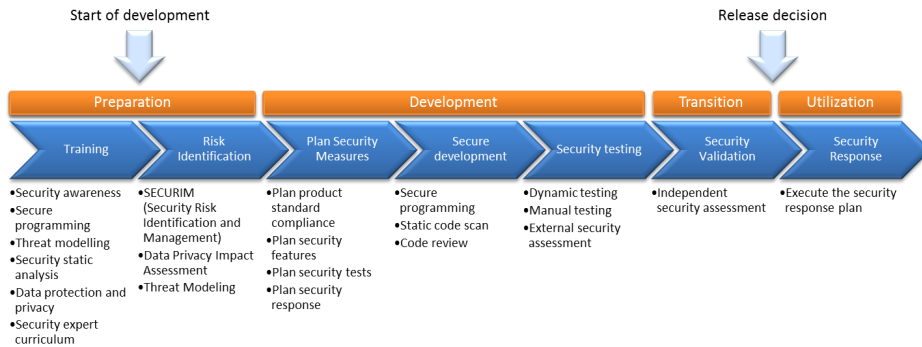 Start of development
Release decision
Preparation
Development
Transition
Utilization
Training
Risk
Identification
Plan Security
Measures
Secure
development
Security testing
Security
Validation
Security
Response
•Security awareness
•Secure
programming
•Threat modelling
•Security static
analysis
•Data protection and
privacy
•Security expert
curriculum
•SECURIM
(Security Risk
Identification and
Management)
•Data Privacy Impact
Assessment
•Threat Modeling
•Plan product
standard
compliance
•Plan security
features
•Plan security tests
•Plan security
response
•Secure
programming
•Static code scan
•Code review
•Dynamic testing
•Manual testing
•External security
assessment
•Independent
security assessment
•Execute the security
response plan